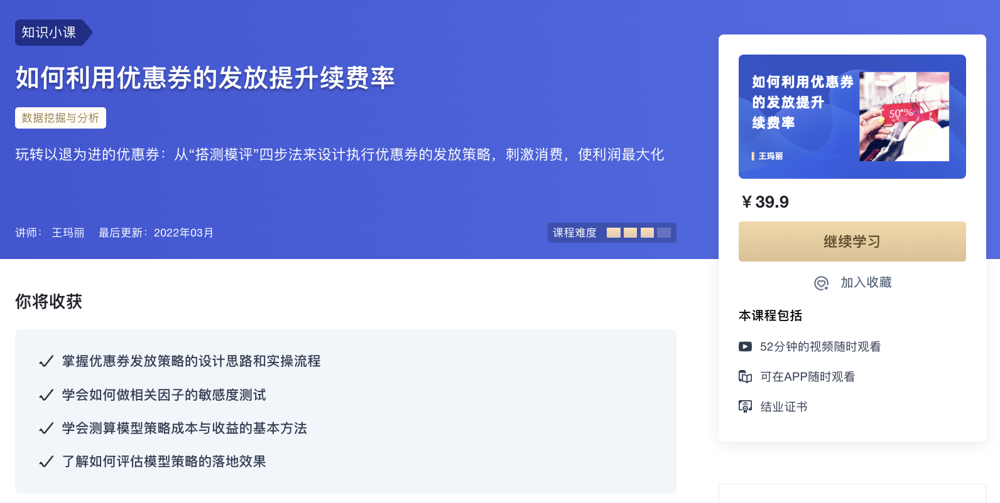 知识小课
如何利用优惠券的发放提升续费率
数据挖掘与分析
玩转以退为进的优惠券：从“搭测模评”四步法来设计执行优惠券的发放策略，刺激消费，使利润最大化
讲师： 王玛丽 最后更新：2022年03月
课程难度
你将收获
掌握优惠券发放策略的设计思路和实操流程
学会如何做相关因子的敏感度测试
学会测算模型策略成本与收益的基本方法
了解如何评估模型策略的落地效果
如何利用优惠券
的发放提升
续费率
王玛丽
50%
¥ 39.9
继续学习
加入收藏
本课程包括
52分钟的视频随时观看
可在APP随时观看
结业证书